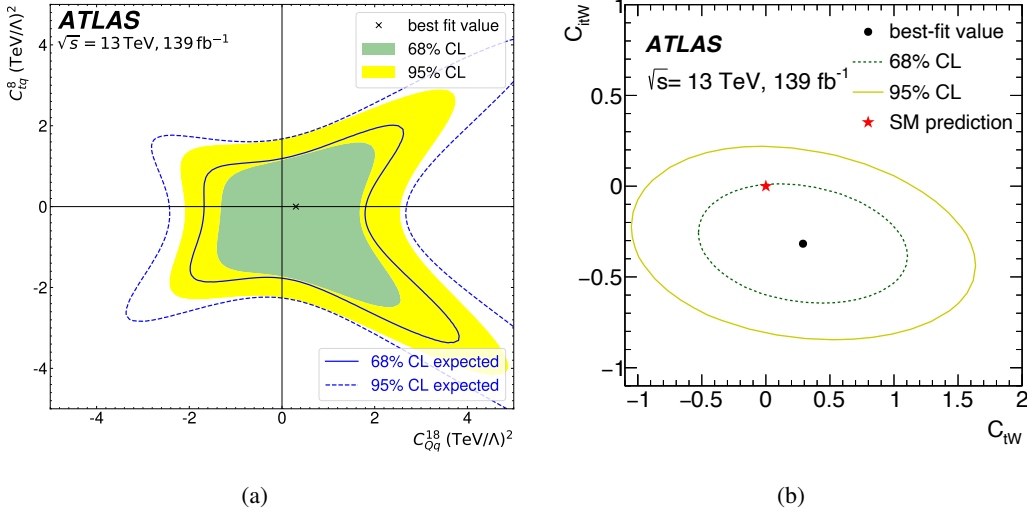 ATLAS
√s = 13 TeV, 139 fb⁻¹
× best fit value
68% CL
95% CL
C⁸_tq (TeV/Λ)²
4
2
0
−2
−4
68% CL expected
95% CL expected
-4
-2
0
2
4
C¹⁸_Qq (TeV/Λ)²
(a)
C_itW
1
0.5
0
−0.5
−1
ATLAS
√s= 13 TeV, 139 fb⁻¹
best-fit value
68% CL
95% CL
SM prediction
−1
−0.5
0
0.5
1
1.5
2
C_tW
(b)